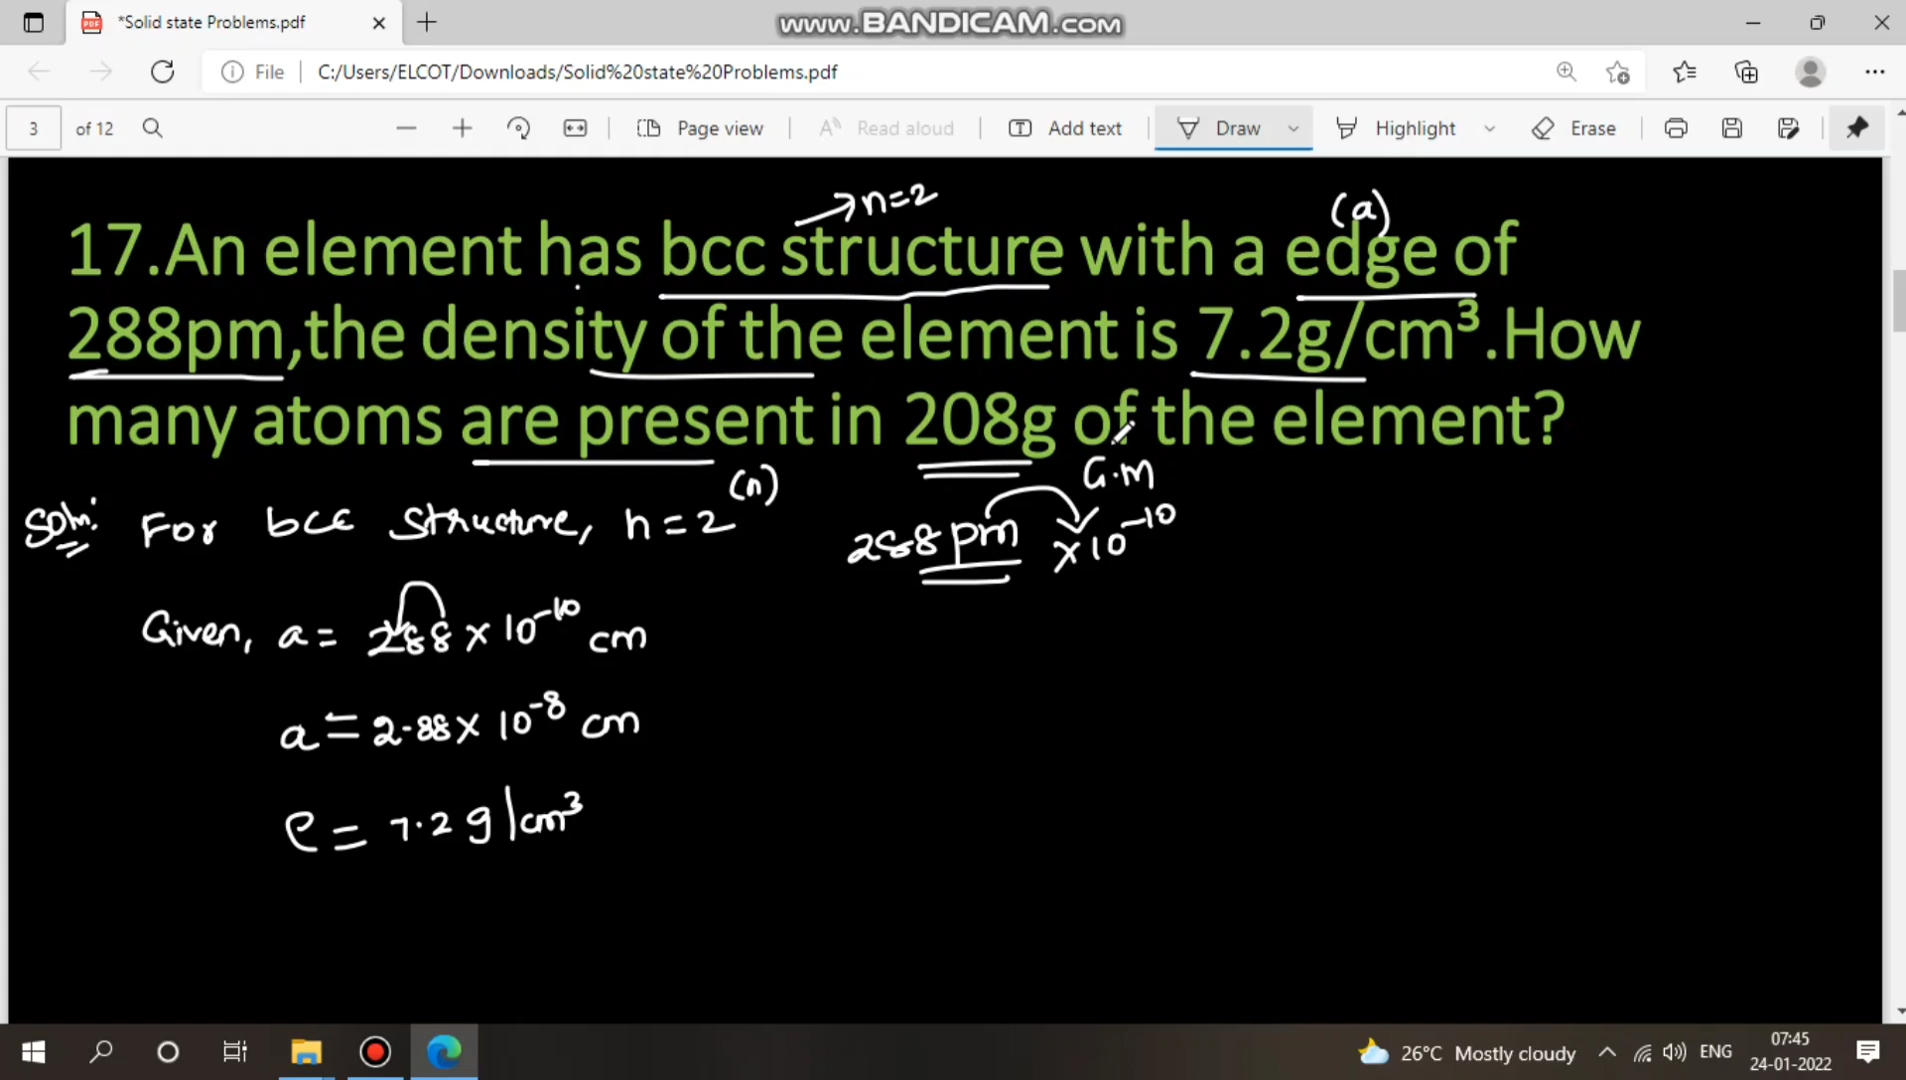 *Solid state Problems.pdf
www.BANDICAM.com
File
C:/Users/ELCOT/Downloads/Solid%20state%20Problems.pdf
3 of 12
Page view
Read aloud
Add text
Draw
Highlight
Erase
→n=2
(a)
17.An element has bcc structure with a edge of
288pm,the density of the element is 7.2g/cm³.How
many atoms are present in 208g of the element?
(n)
G.M
Soln: For bcc structure, n=2
288pm ×10⁻¹⁰
Given, a= 288×10⁻¹⁰ cm
a=2.88×10⁻⁸ cm
ρ= 7.2 g/cm³
26°C Mostly cloudy
ENG
07:45
24-01-2022